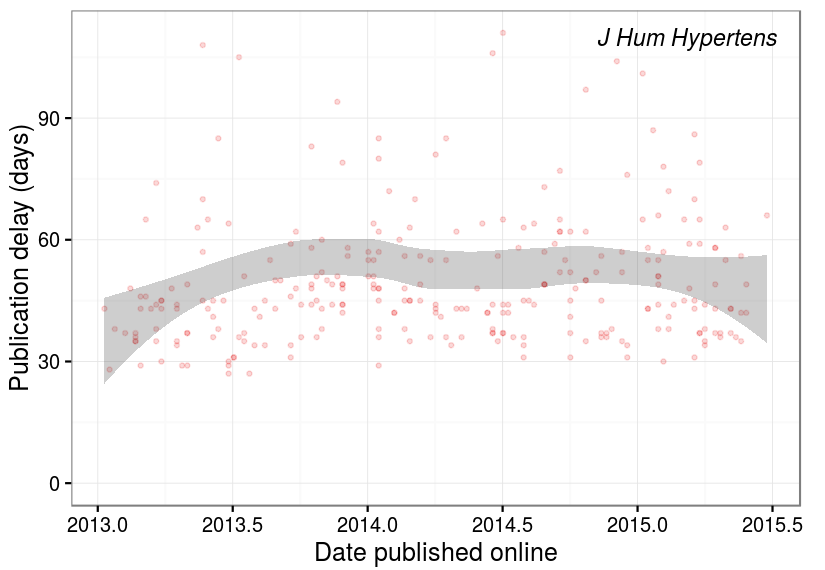 J Hum Hypertens
Publication delay (days)
90
60
30
0
2013.0 2013.5 2014.0 2014.5 2015.0 2015.5
Date published online